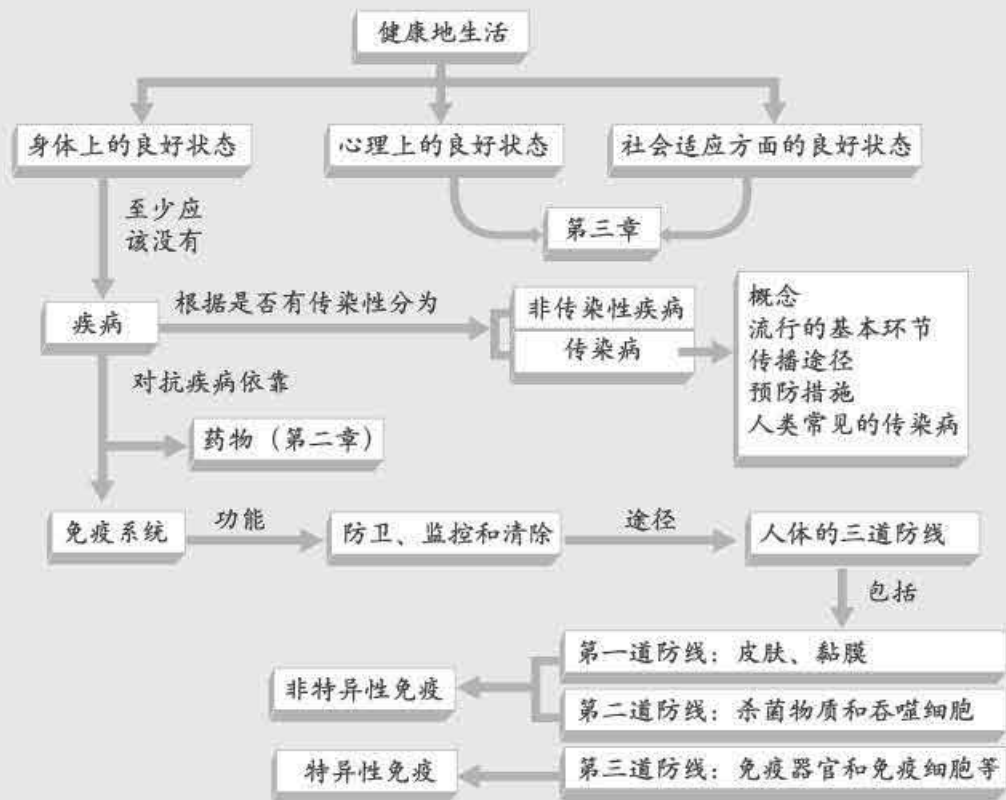 健康地生活
身体上的良好状态
心理上的良好状态
社会适应方面的良好状态
至少应
该没有
第三章
疾病
根据是否有传染性分为
非传染性疾病
传染病
概念
流行的基本环节
传播途径
预防措施
人类常见的传染病
对抗疾病依靠
药物（第二章）
免疫系统
功能
防卫、监控和清除
途径
人体的三道防线
包括
第一道防线：皮肤、黏膜
非特异性免疫
第二道防线：杀菌物质和吞噬细胞
特异性免疫
第三道防线：免疫器官和免疫细胞等